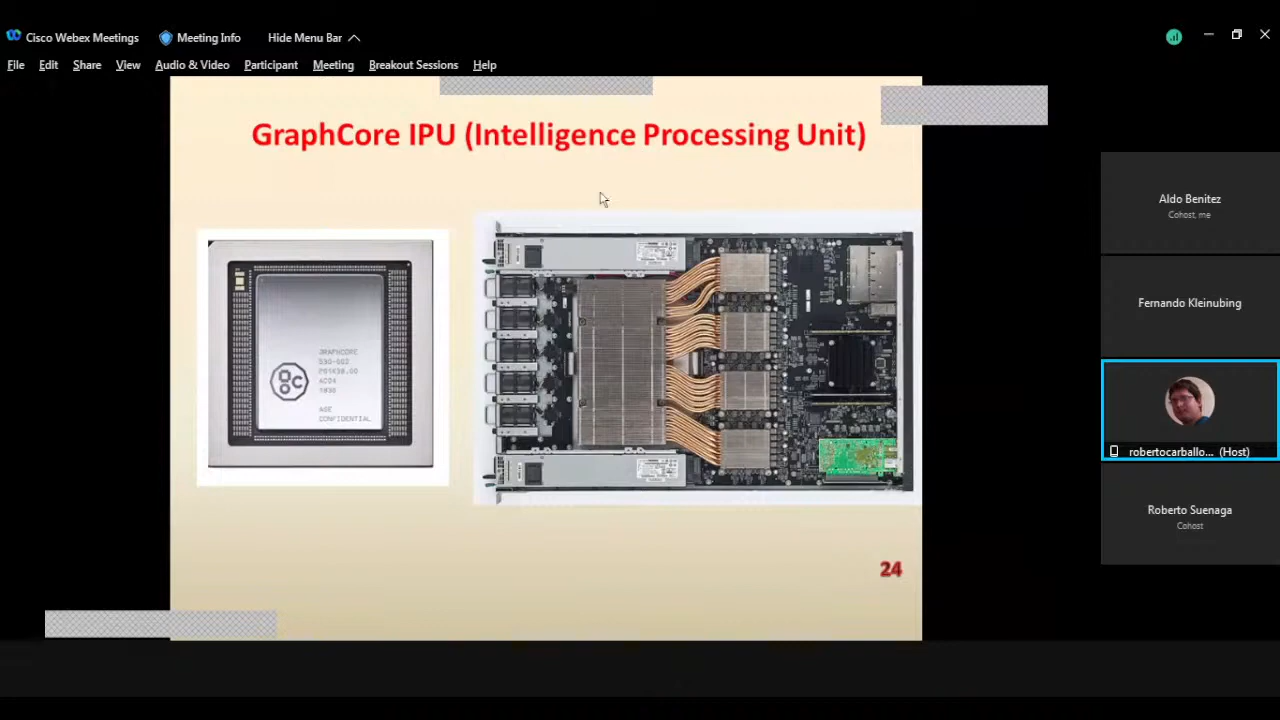 Cisco Webex Meetings
Meeting Info
Hide Menu Bar
File Edit Share View Audio & Video Participant Meeting Breakout Sessions Help
GraphCore IPU (Intelligence Processing Unit)
GRAPHCORE
ACO4
AGE
CONFIDENTIAL
24
Aldo Benitez
Cohost, me
Fernando Kleinubing
robertocarballo... (Host)
Roberto Suenaga
Cohost